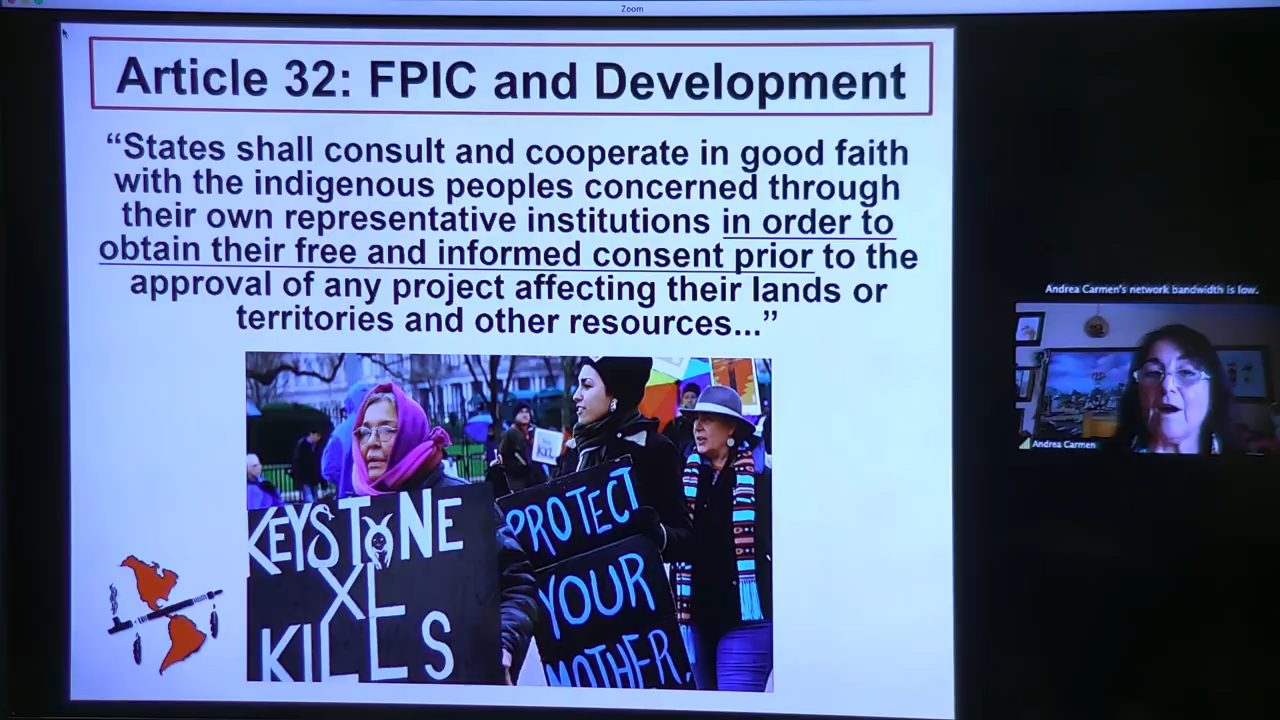 Zoom
Article 32: FPIC and Development
“States shall consult and cooperate in good faith
with the indigenous peoples concerned through
their own representative institutions in order to
obtain their free and informed consent prior to the
approval of any project affecting their lands or
territories and other resources...”
KEYSTONE
XL
KILLS
PROTECT
YOUR
MOTHER.
KXL
Andrea Carmen's network bandwidth is low.
Andrea Carmen